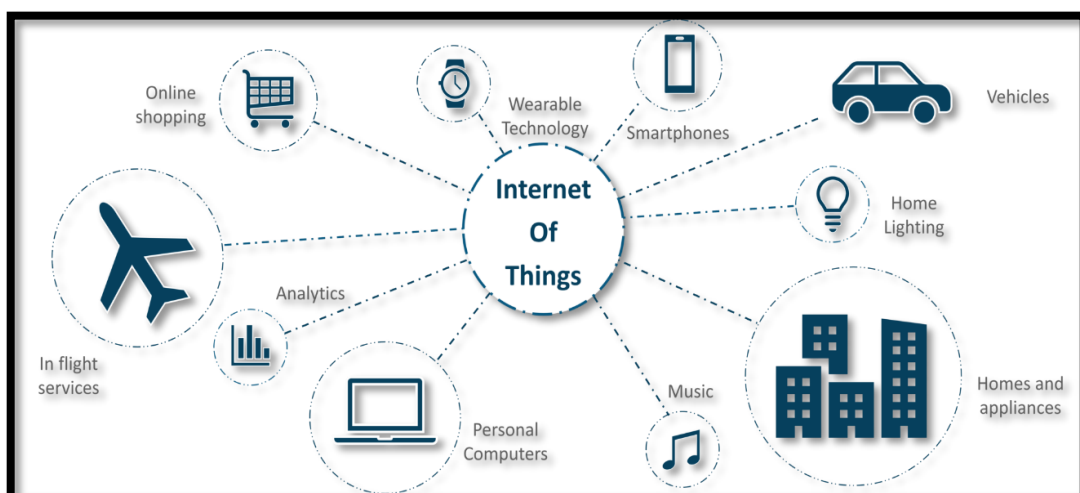 Online
shopping
Wearable
Technology
Smartphones
Vehicles
Internet
Of
Things
Home
Lighting
In flight
services
Analytics
Personal
Computers
Music
Homes and
appliances